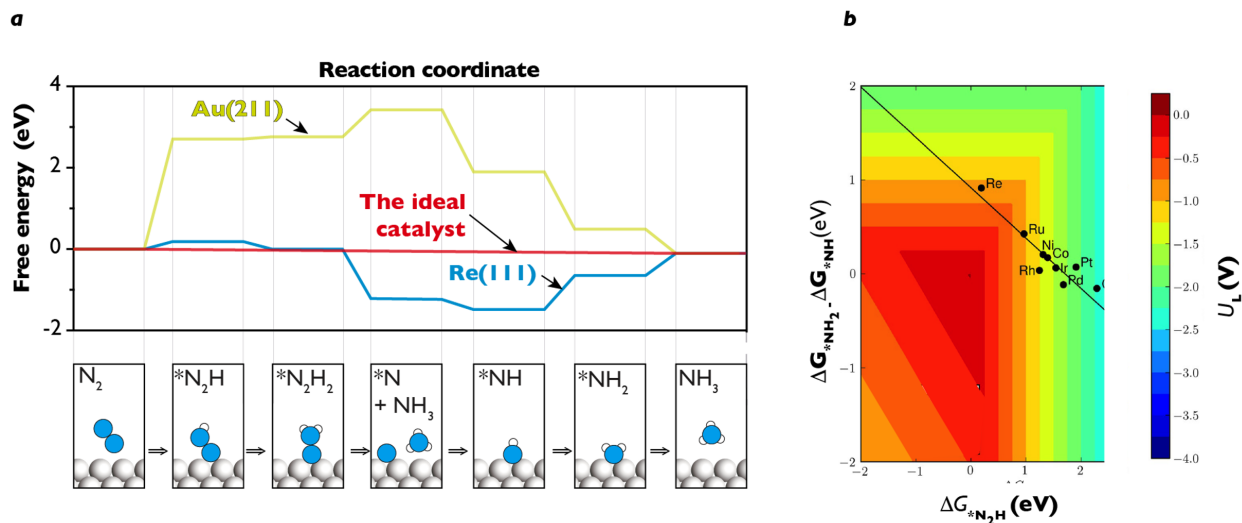 a
Reaction coordinate
Free energy (eV)
4
2
0
-2
Au(211)
The ideal
catalyst
Re(111)
N₂
*N₂H
*N₂H₂
*N
+ NH₃
*NH
*NH₂
NH₃
b
ΔG*NH₂ - ΔG*NH (eV)
2
1
0
−1
−2
Re
Ru
Ni
Co
Rh
Ir
Pt
Pd
−2
−1
0
1
2
ΔG*N₂H (eV)
0.0
−0.5
−1.0
−1.5
−2.0
−2.5
−3.0
−3.5
−4.0
U_L (V)